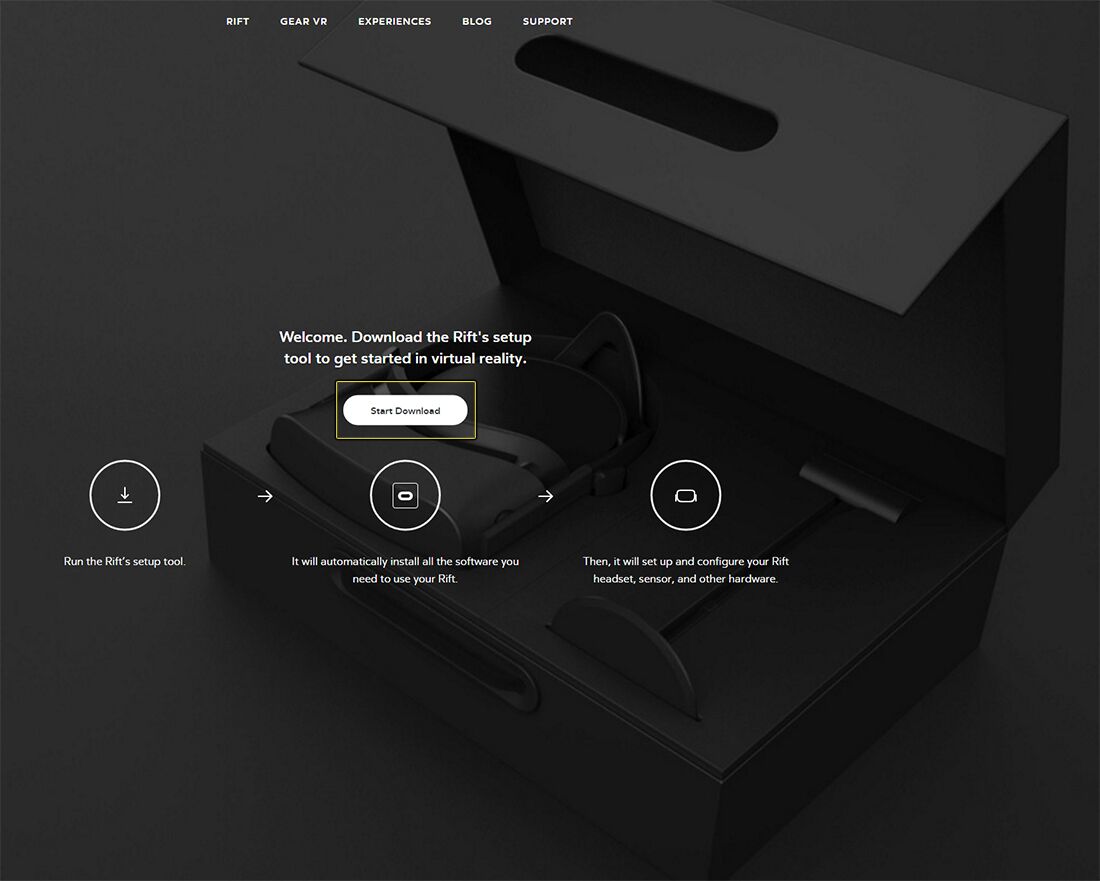 RIFT GEAR VR EXPERIENCES BLOG SUPPORT
Welcome. Download the Rift's setup
tool to get started in virtual reality.
Start Download
Run the Rift’s setup tool.
It will automatically install all the software you
need to use your Rift.
Then, it will set up and configure your Rift
headset, sensor, and other hardware.